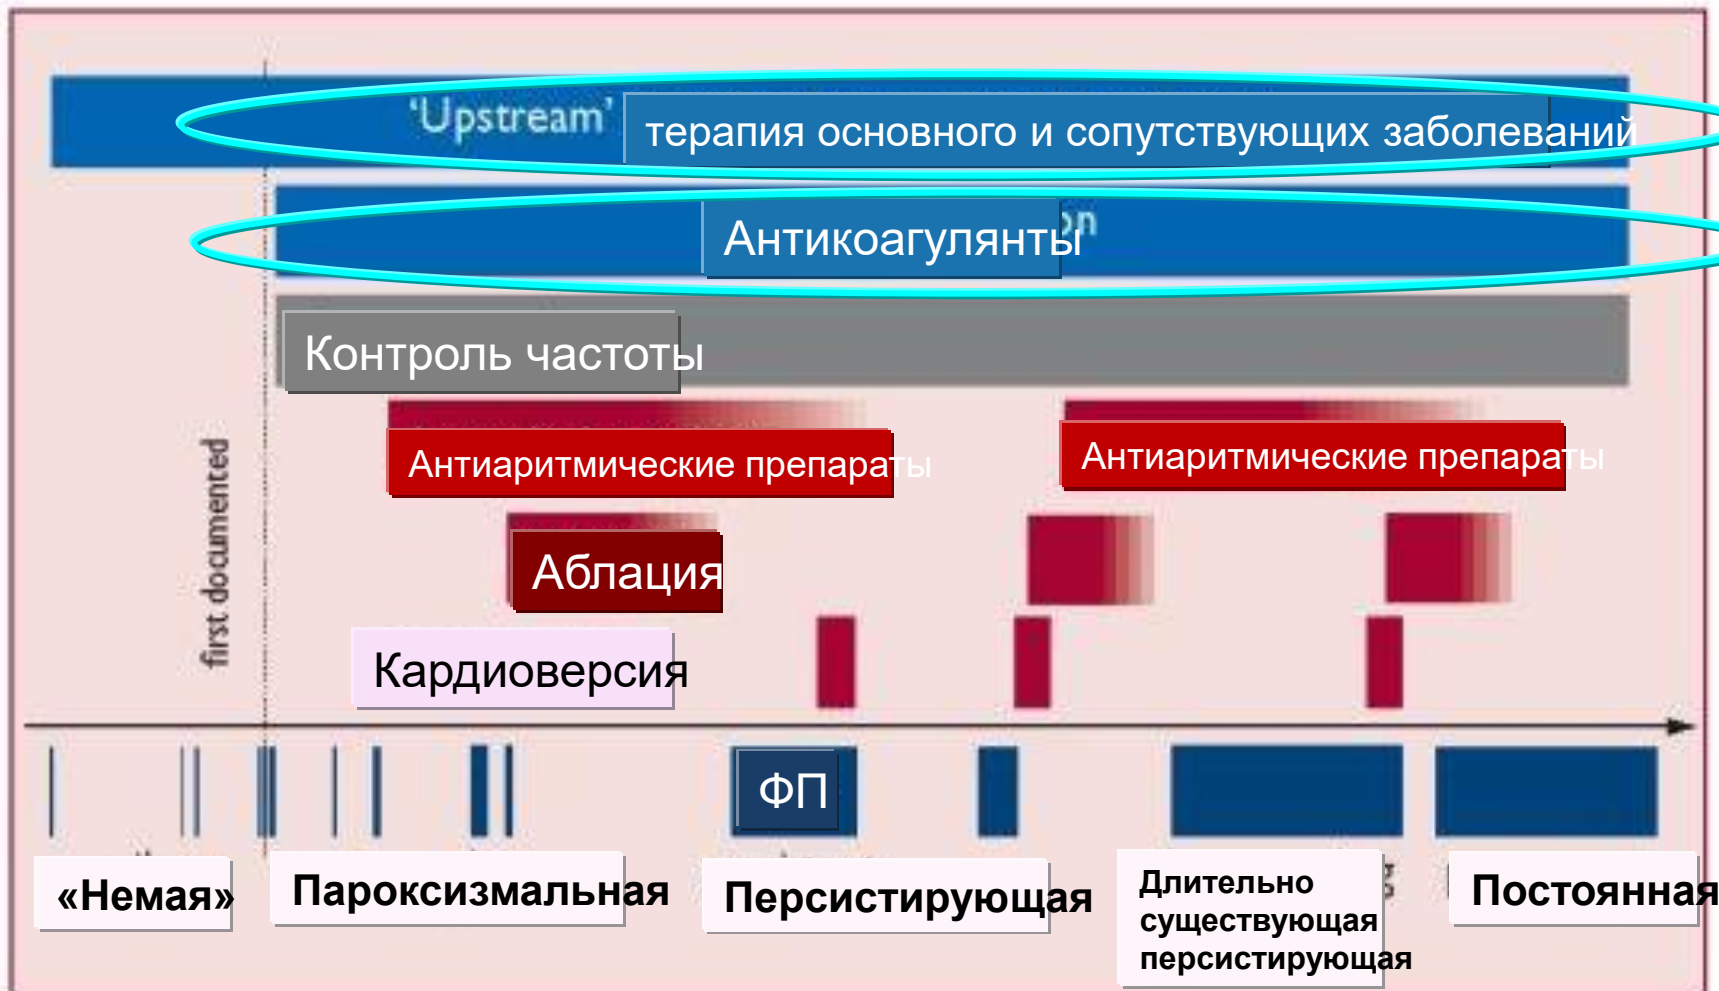 ‘Upstream’ терапия основного и сопутствующих заболеваний
Антикоагулянты
on
Контроль частоты
Антиаритмические препараты
Антиаритмические препараты
first documented
Аблация
Кардиоверсия
ФП
«Немая»
Пароксизмальная
Персистирующая
Длительно
существующая
персистирующая
Постоянная